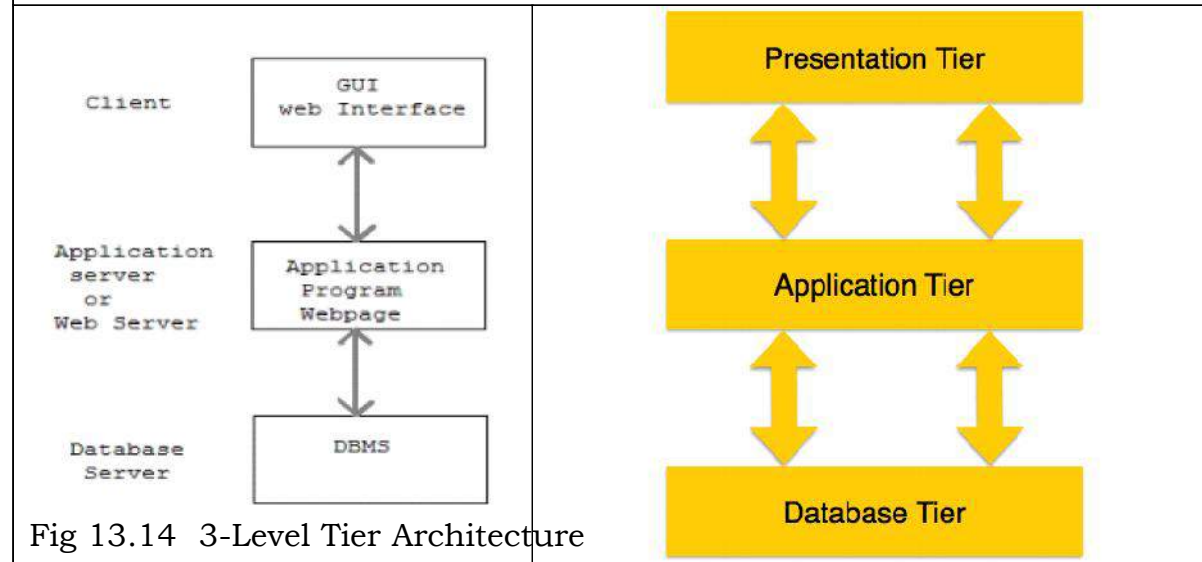 Client
GUI
web Interface
Application
server
or
Web Server
Application
Program
Webpage
Database
Server
DBMS
Fig 13.14 3-Level Tier Architecture
Presentation Tier
Application Tier
Database Tier